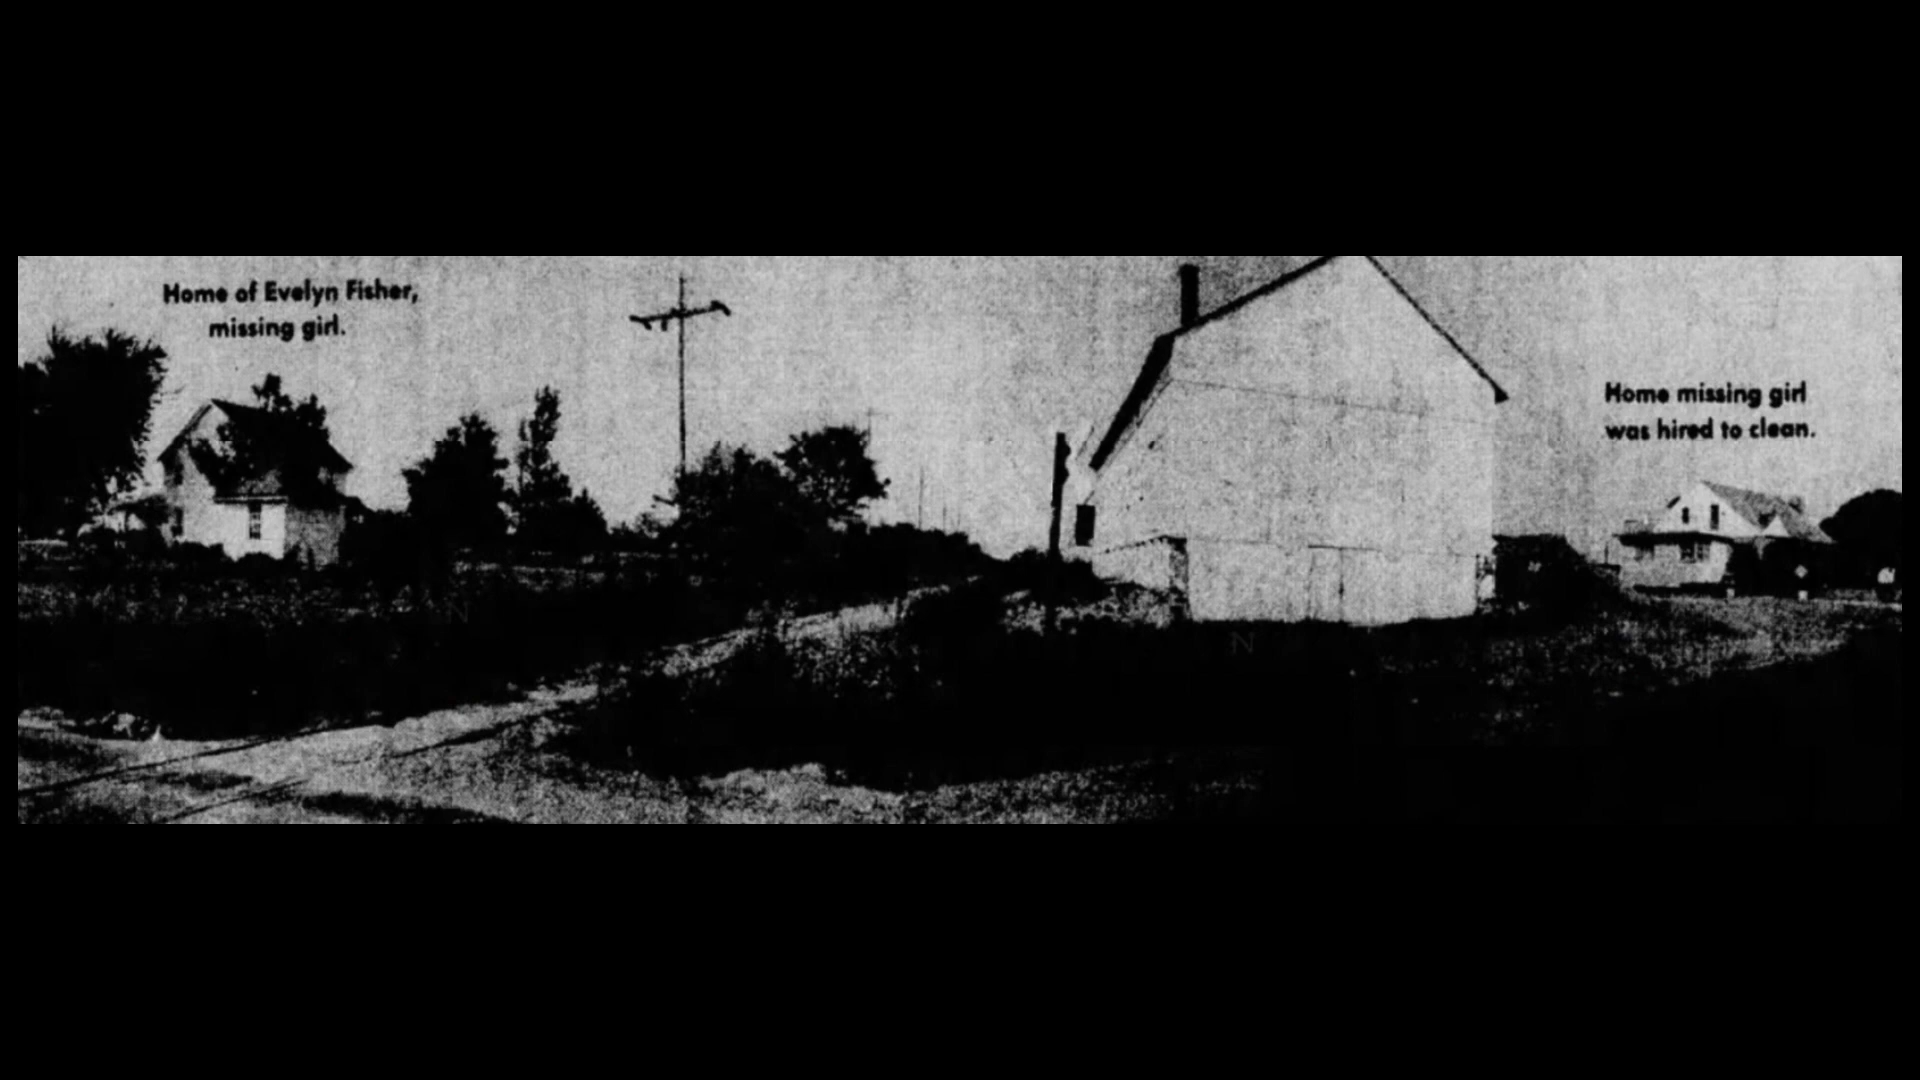 Home of Evelyn Fisher,
missing girl.
Home missing girl
was hired to clean.